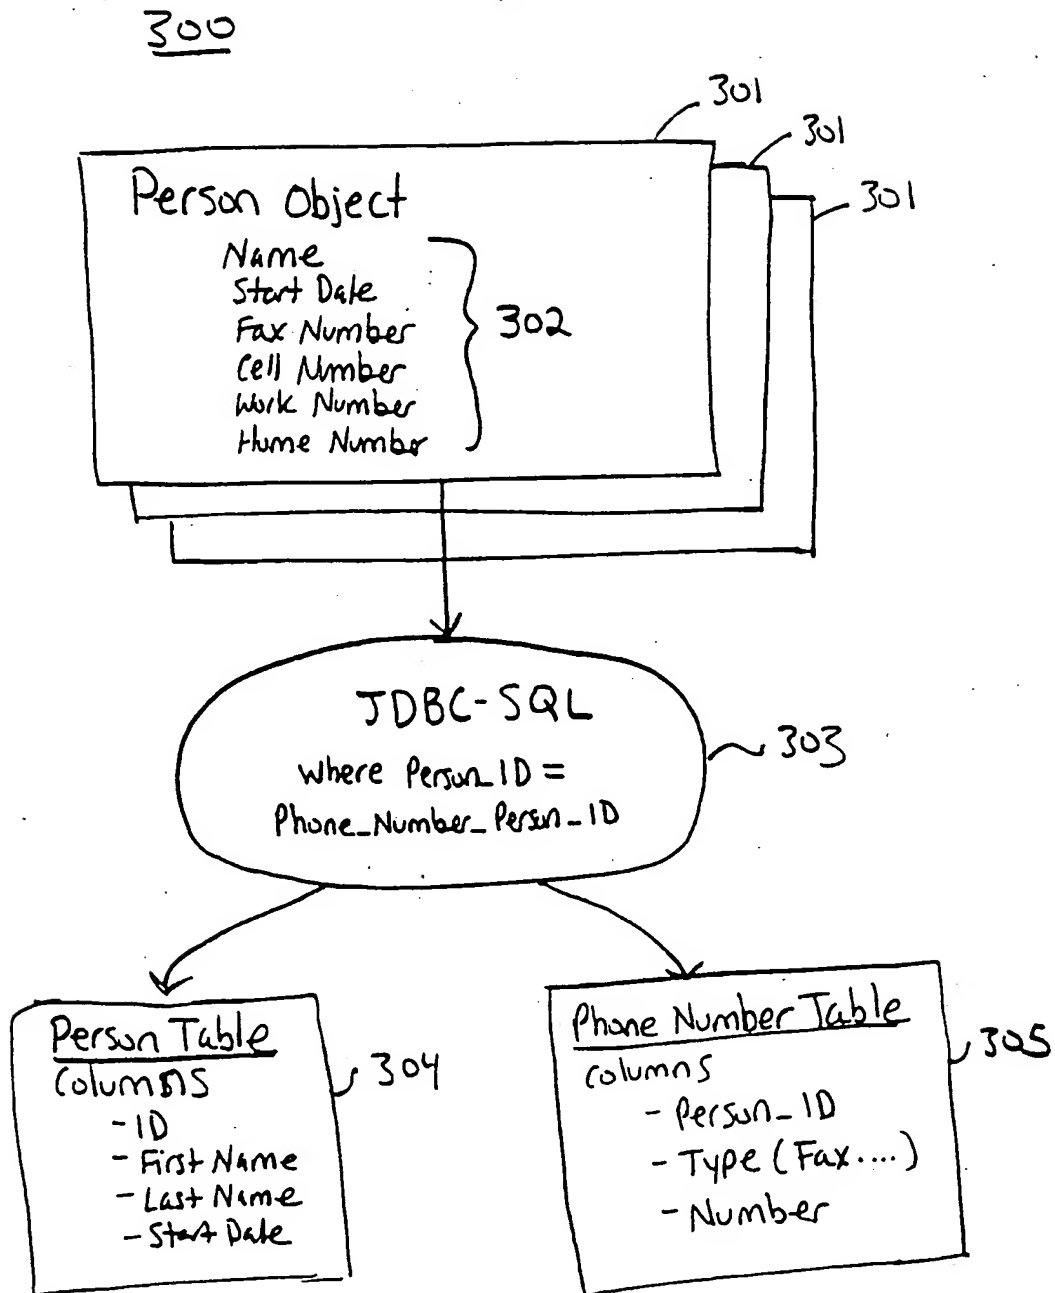 300
301
301
301
Person Object
Name
Start Date
Fax Number
Cell Number
Work Number
Home Number
302
JDBC-SQL
where Person_ID =
Phone_Number_Person_ID
303
Person Table
Columns
- ID
- First Name
- Last Name
- Start Date
304
Phone Number Table
Columns
- Person_ID
- Type (Fax....)
- Number
305